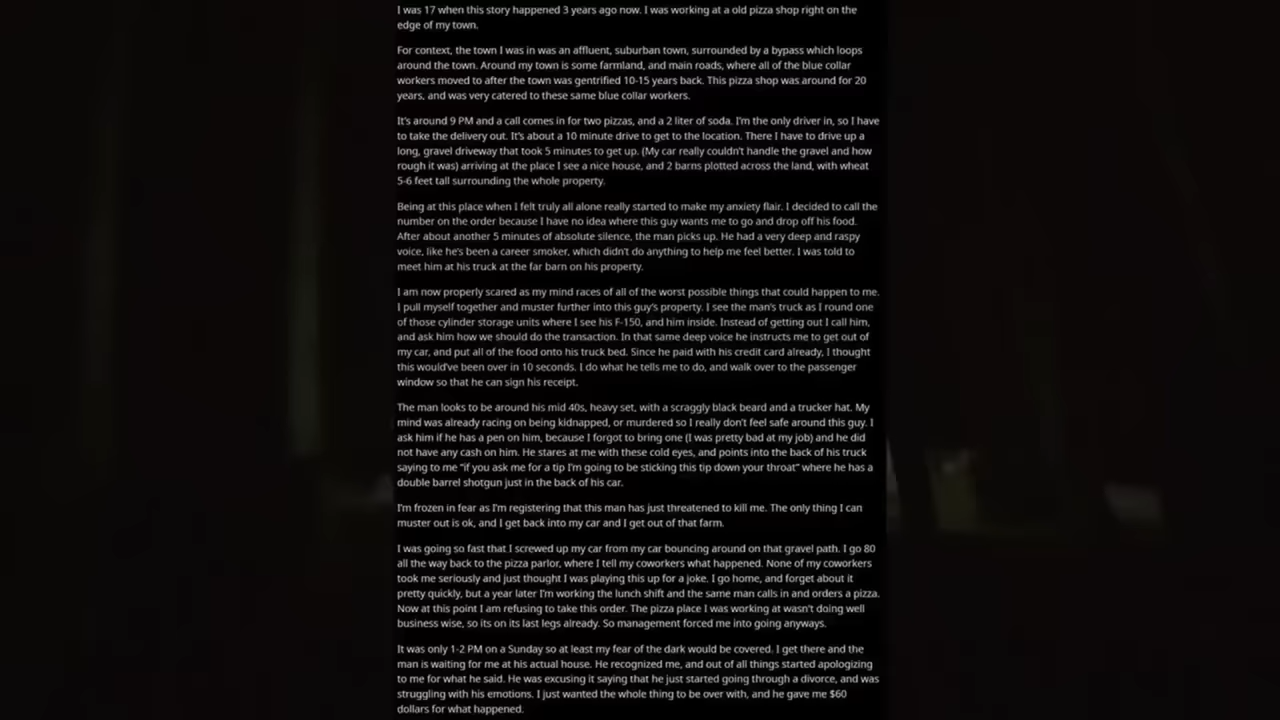 I was 17 when this story happened 3 years ago now. I was working at a old pizza shop right on the
edge of my town.
For context, the town I was in was an affluent, suburban town, surrounded by a bypass which loops
around the town. Around my town is some farmland, and main roads, where all of the blue collar
workers moved to after the town was gentrified 10-15 years back. This pizza shop was around for 20
years, and was very catered to these same blue collar workers.
It's around 9 PM and a call comes in for two pizzas, and a 2 liter of soda. I'm the only driver in, so I have
to take the delivery out. It's about a 10 minute drive to get to the location. There I have to drive up a
long, gravel driveway that took 5 minutes to get up. (My car really couldn't handle the gravel and how
rough it was) arriving at the place I see a nice house, and 2 barns plotted across the land, with wheat
5-6 feet tall surrounding the whole property.
Being at this place when I felt truly all alone really started to make my anxiety flair. I decided to call the
number on the order because I have no idea where this guy wants me to go and drop off his food.
After about another 5 minutes of absolute silence, the man picks up. He had a very deep and raspy
voice, like he's been a career smoker, which didn't do anything to help me feel better. I was told to
meet him at his truck at the far barn on his property.
I am now properly scared as my mind races of all of the worst possible things that could happen to me.
I pull myself together and muster further into this guy's property. I see the man's truck as I round one
of those cylinder storage units where I see his F-150, and him inside. Instead of getting out I call him,
and ask him how we should do the transaction. In that same deep voice he instructs me to get out of
my car, and put all of the food onto his truck bed. Since he paid with his credit card already, I thought
this would've been over in 10 seconds. I do what he tells me to do, and walk over to the passenger
window so that he can sign his receipt.
The man looks to be around his mid 40s, heavy set, with a scraggly black beard and a trucker hat. My
mind was already racing on being kidnapped, or murdered so I really don't feel safe around this guy. I
ask him if he has a pen on him, because I forgot to bring one (I was pretty bad at my job) and he did
not have any cash on him. He stares at me with these cold eyes, and points into the back of his truck
saying to me "if you ask me for a tip I'm going to be sticking this tip down your throat" where he has a
double barrel shotgun just in the back of his car.
I'm frozen in fear as I'm registering that this man has just threatened to kill me. The only thing I can
muster out is ok, and I get back into my car and I get out of that farm.
I was going so fast that I screwed up my car from my car bouncing around on that gravel path. I go 80
all the way back to the pizza parlor, where I tell my coworkers what happened. None of my coworkers
took me seriously and just thought I was playing this up for a joke. I go home, and forget about it
pretty quickly, but a year later I'm working the lunch shift and the same man calls in and orders a pizza.
Now at this point I am refusing to take this order. The pizza place I was working at wasn't doing well
business wise, so its on its last legs already. So management forced me into going anyways.
It was only 1-2 PM on a Sunday so at least my fear of the dark would be covered. I get there and the
man is waiting for me at his actual house. He recognized me, and out of all things started apologizing
to me for what he said. He was excusing it saying that he just started going through a divorce, and was
struggling with his emotions. I just wanted the whole thing to be over with, and he gave me $60
dollars for what happened.